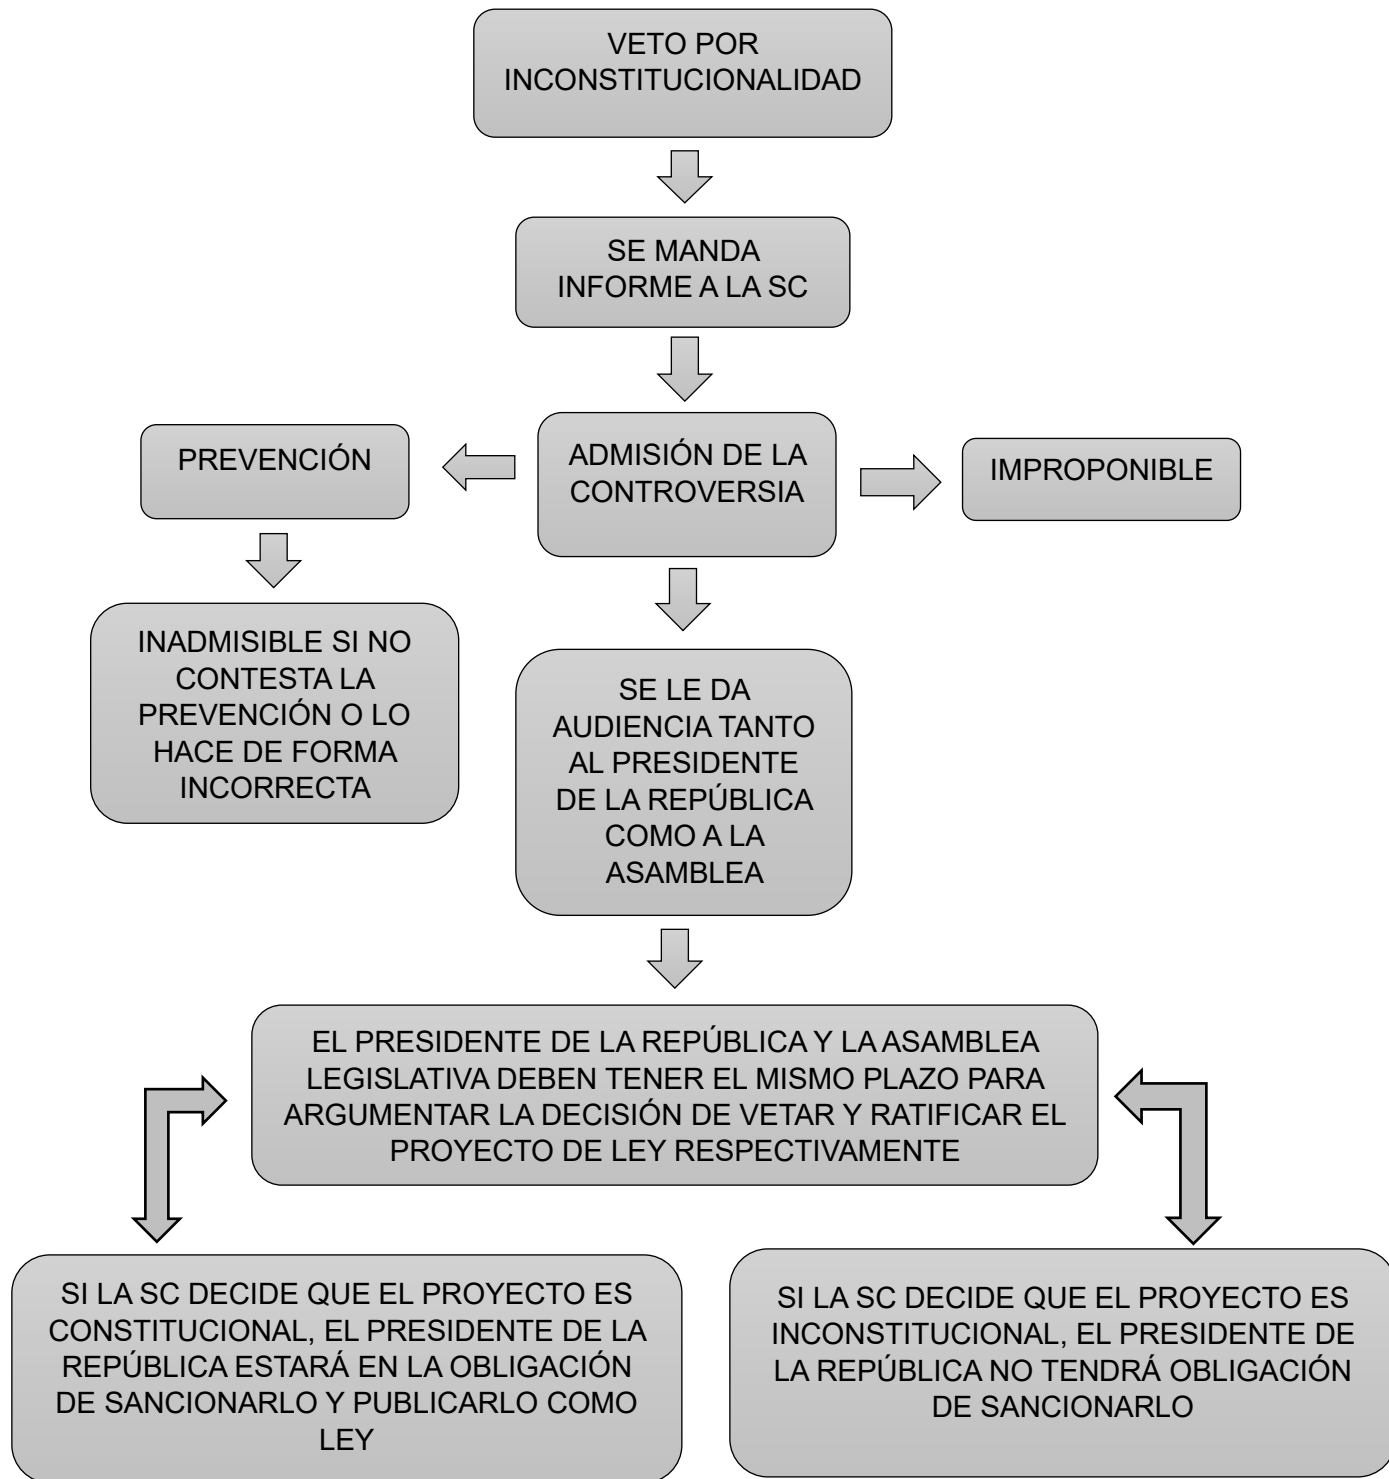 VETO POR
INCONSTITUCIONALIDAD
SE MANDA
INFORME A LA SC
PREVENCIÓN
ADMISIÓN DE LA
CONTROVERSIA
IMPROPONIBLE
INADMISIBLE SI NO
CONTESTA LA
PREVENCIÓN O LO
HACE DE FORMA
INCORRECTA
SE LE DA
AUDIENCIA TANTO
AL PRESIDENTE
DE LA REPÚBLICA
COMO A LA
ASAMBLEA
EL PRESIDENTE DE LA REPÚBLICA Y LA ASAMBLEA
LEGISLATIVA DEBEN TENER EL MISMO PLAZO PARA
ARGUMENTAR LA DECISIÓN DE VETAR Y RATIFICAR EL
PROYECTO DE LEY RESPECTIVAMENTE
SI LA SC DECIDE QUE EL PROYECTO ES
CONSTITUCIONAL, EL PRESIDENTE DE LA
REPÚBLICA ESTARÁ EN LA OBLIGACIÓN
DE SANCIONARLO Y PUBLICARLO COMO
LEY
SI LA SC DECIDE QUE EL PROYECTO ES
INCONSTITUCIONAL, EL PRESIDENTE DE
LA REPÚBLICA NO TENDRÁ OBLIGACIÓN
DE SANCIONARLO